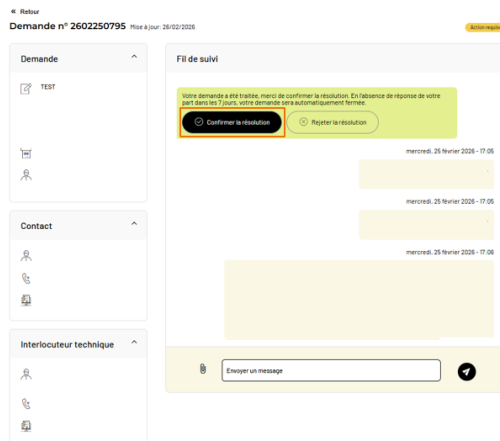 « Retour
Demande n° 2602250795 Mise à jour: 26/02/2026
Action requise
Demande
Fil de suivi
TEST
Votre demande a été traitée, merci de confirmer la résolution. En l'absence de réponse de votre
part dans les 7 jours, votre demande sera automatiquement fermée.
Confirmer la résolution
Rejeter la résolution
mercredi, 25 février 2026 - 17:05
mercredi, 25 février 2026 - 17:05
Contact
mercredi, 25 février 2026 - 17:06
Interlocuteur technique
Envoyer un message